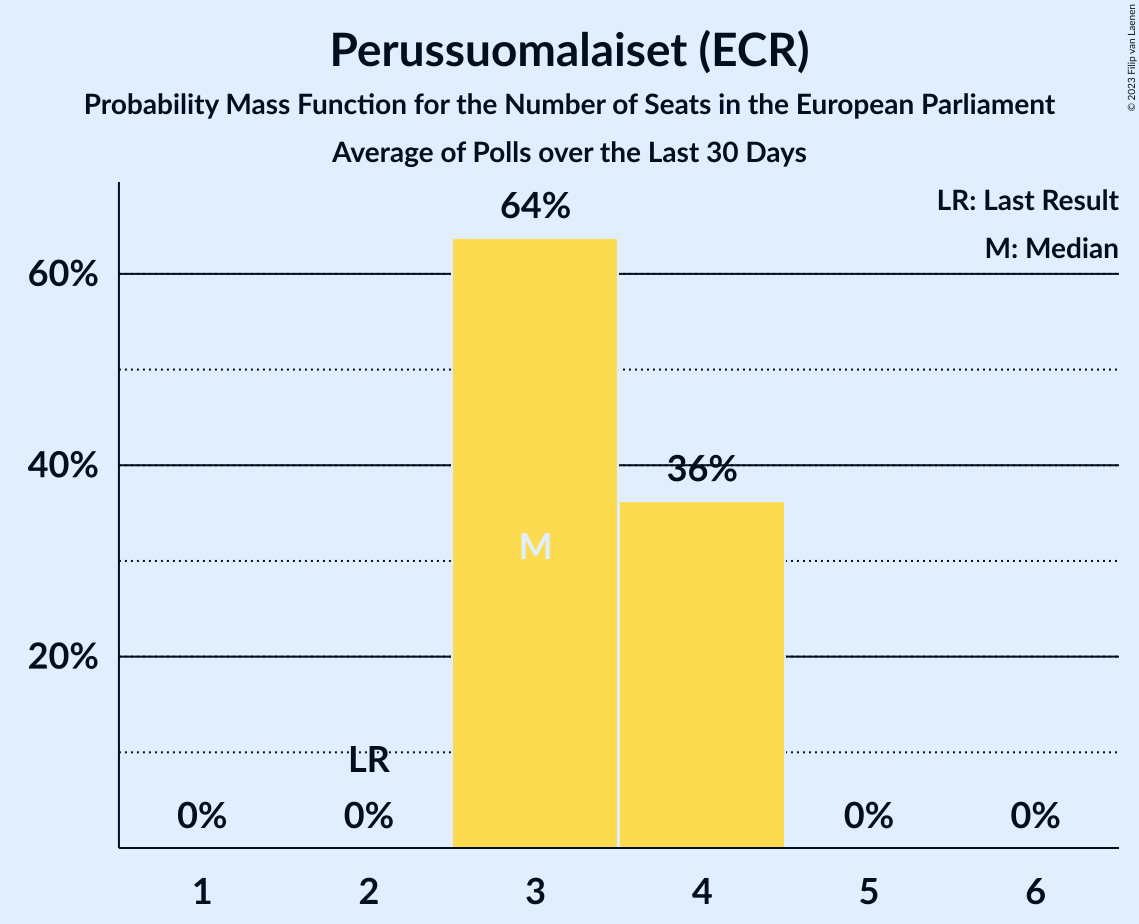 Perussuomalaiset (ECR)
Probability Mass Function for the Number of Seats in the European Parliament
Average of Polls over the Last 30 Days
© 2023 Filip van Laenen
LR: Last Result
M: Median
64%
60%
40%
36%
M
20%
LR
0%
0%
0%
0%
1
2
3
4
5
6